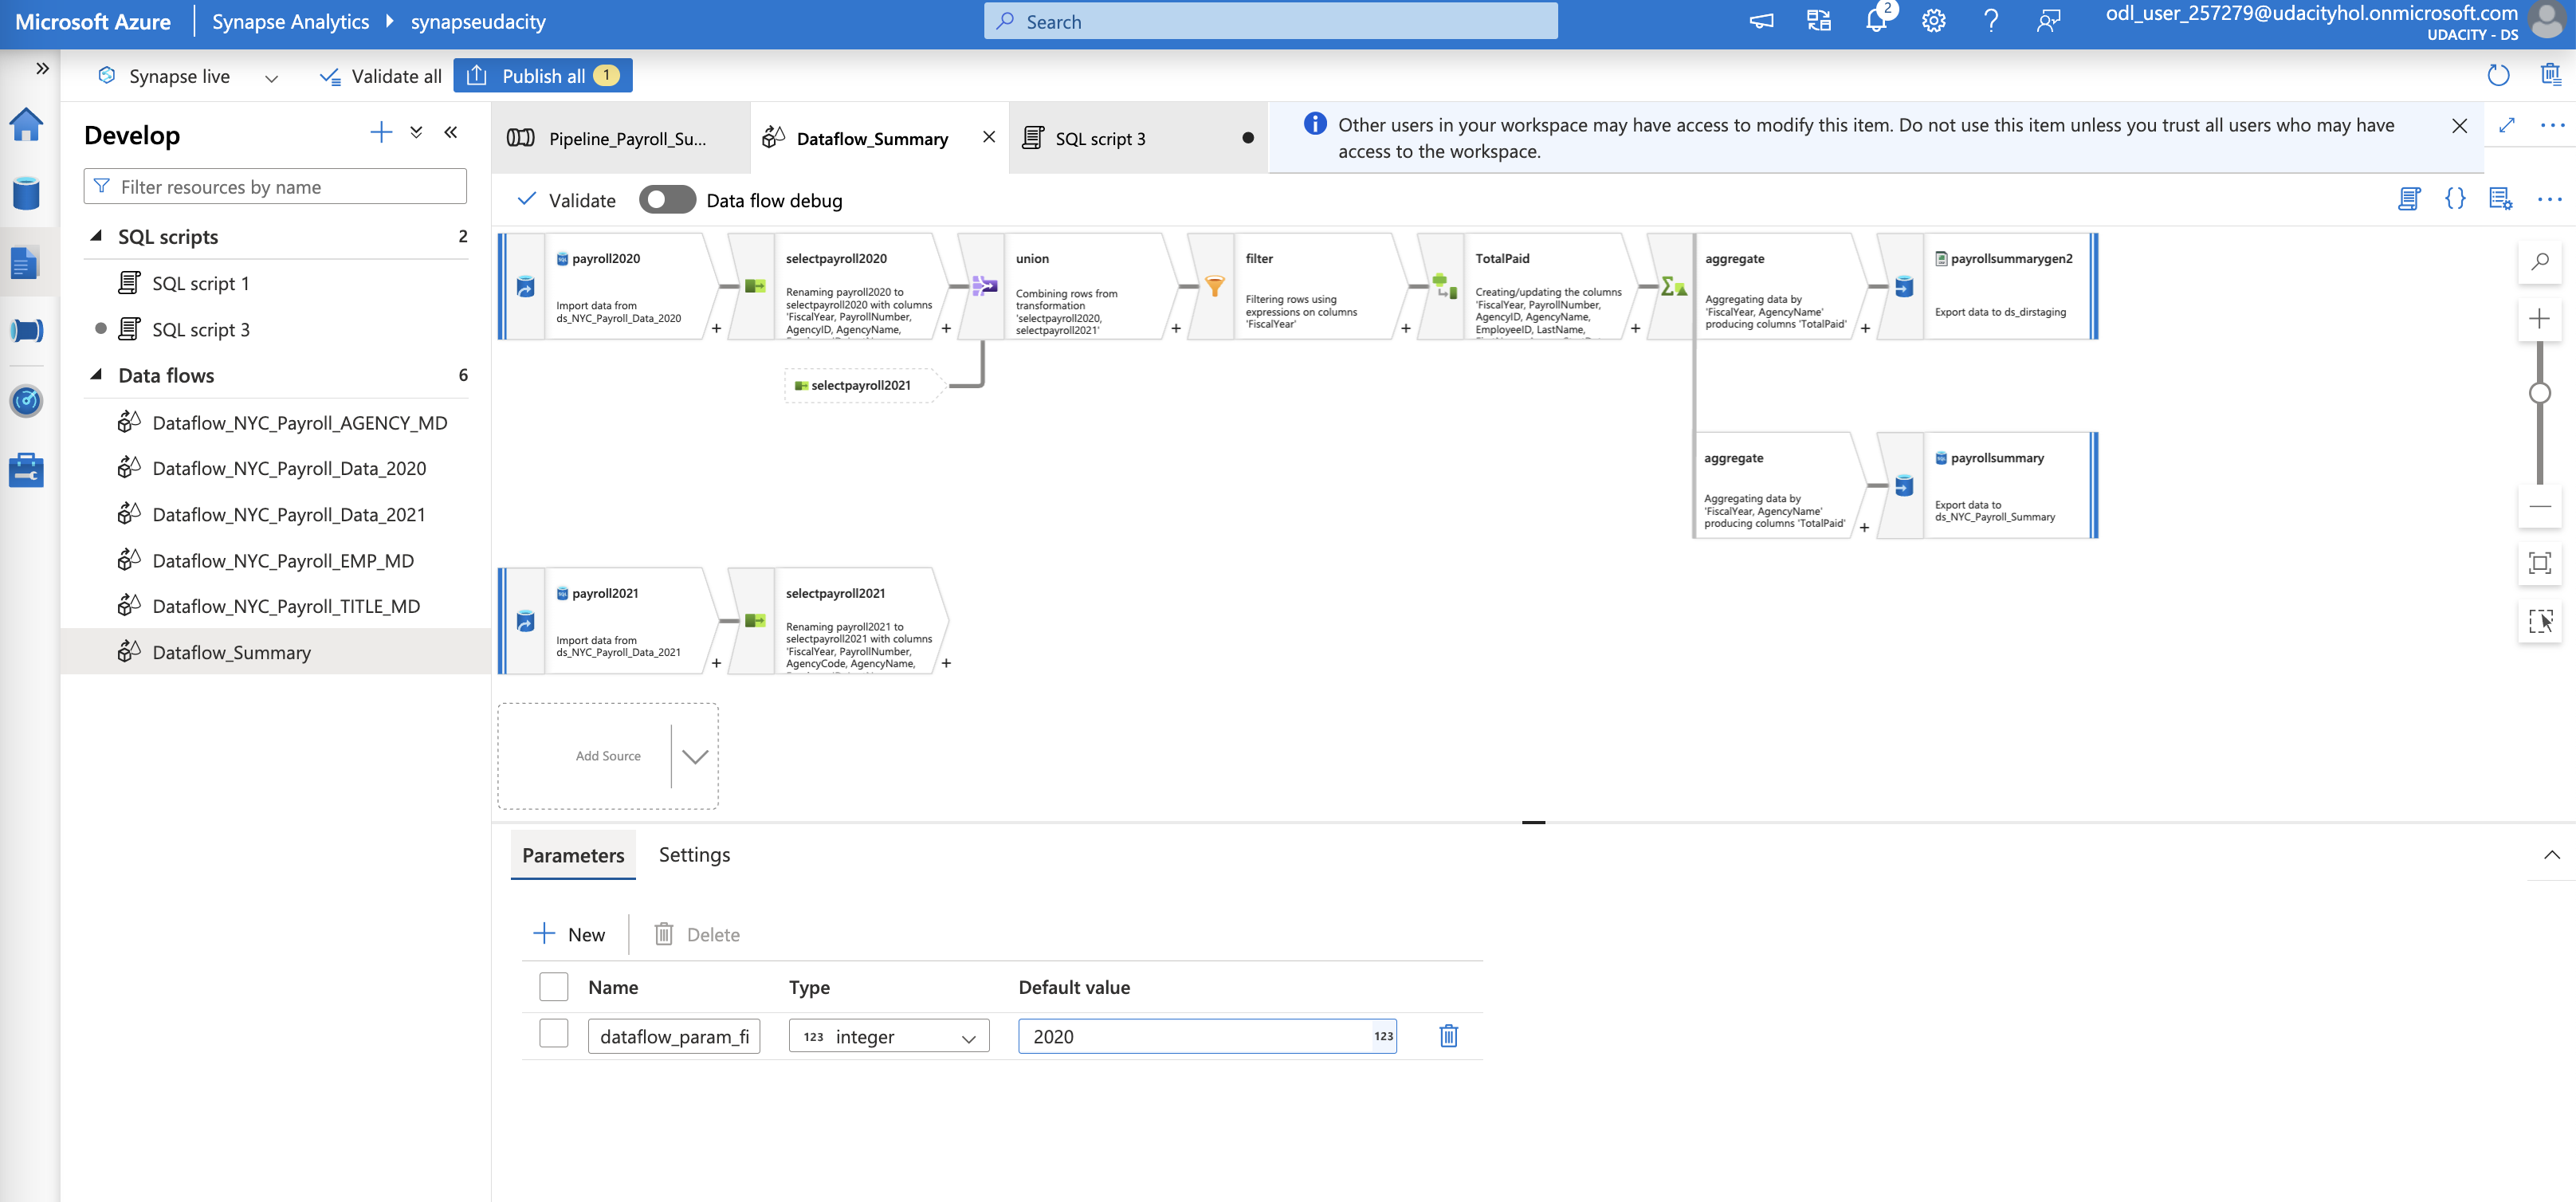 Microsoft Azure
Synapse Analytics
synapseudacity
Search
2
odl_user_257279@udacityhol.onmicrosoft.com
UDACITY - DS
Synapse live
Validate all
Publish all
1
Develop
Filter resources by name
SQL scripts 2
SQL script 1
SQL script 3
Data flows 6
Dataflow_NYC_Payroll_AGENCY_MD
Dataflow_NYC_Payroll_Data_2020
Dataflow_NYC_Payroll_Data_2021
Dataflow_NYC_Payroll_EMP_MD
Dataflow_NYC_Payroll_TITLE_MD
Dataflow_Summary
Pipeline_Payroll_Su...
Dataflow_Summary
SQL script 3
Other users in your workspace may have access to modify this item. Do not use this item unless you trust all users who may have
access to the workspace.
Validate
Data flow debug
payroll2020
Import data from
ds_NYC_Payroll_Data_2020
+
selectpayroll2020
Renaming payroll2020 to
selectpayroll2020 with columns
'FiscalYear, PayrollNumber,
AgencyID, AgencyName,
+
union
Combining rows from
transformation
'selectpayroll2020,
selectpayroll2021'
+
filter
Filtering rows using
expressions on columns
'FiscalYear'
+
TotalPaid
Creating/updating the columns
'FiscalYear, PayrollNumber,
AgencyID, AgencyName,
EmployeeID, LastName,
+
aggregate
Aggregating data by
'FiscalYear, AgencyName'
producing columns 'TotalPaid'
+
payrollsummarygen2
Export data to ds_dirstaging
selectpayroll2021
aggregate
Aggregating data by
'FiscalYear, AgencyName'
producing columns 'TotalPaid'
+
payrollsummary
Export data to
ds_NYC_Payroll_Summary
payroll2021
Import data from
ds_NYC_Payroll_Data_2021
+
selectpayroll2021
Renaming payroll2021 to
selectpayroll2021 with columns
'FiscalYear, PayrollNumber,
AgencyCode, AgencyName,
+
Add Source
Parameters
Settings
New
Delete
Name Type Default value
dataflow_param_fi
123 integer
2020
123